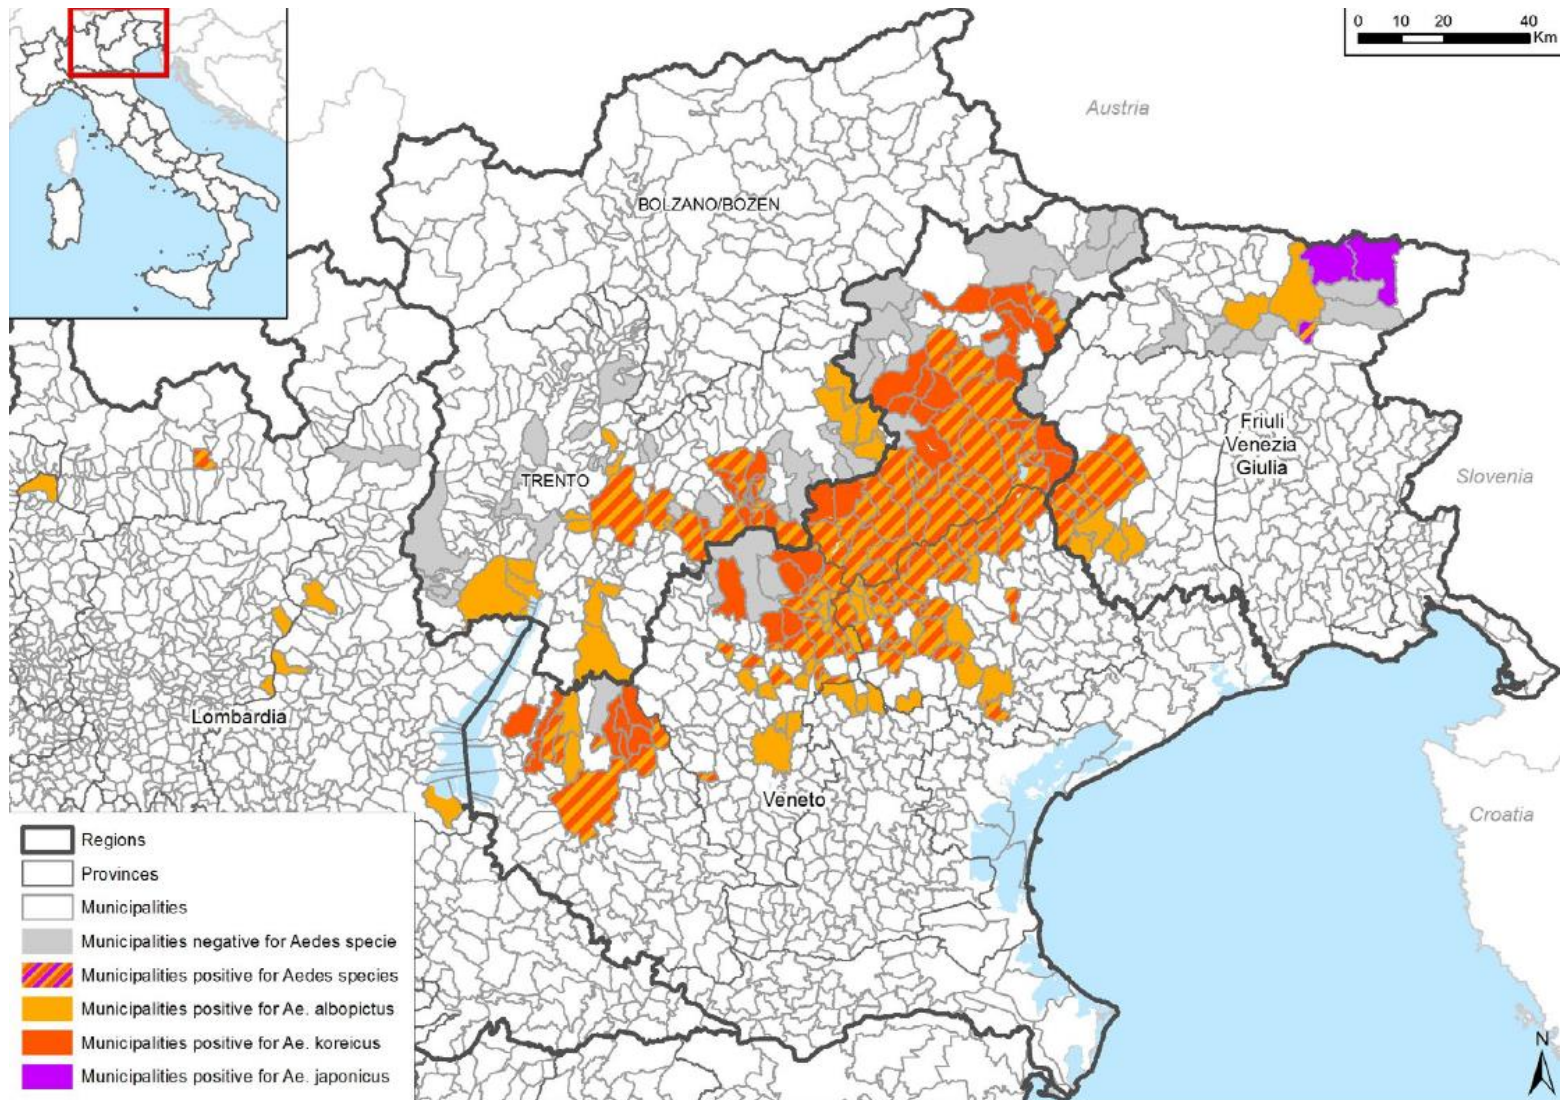 0 10 20 40
Km
Austria
BOLZANO/BOZEN
Friuli
Venezia
Giulia
TRENTO
Slovenia
Lombardia
Veneto
Croatia
Regions
Provinces
Municipalities
Municipalities negative for Aedes specie
Municipalities positive for Aedes species
Municipalities positive for Ae. albopictus
Municipalities positive for Ae. koreicus
Municipalities positive for Ae. japonicus
N